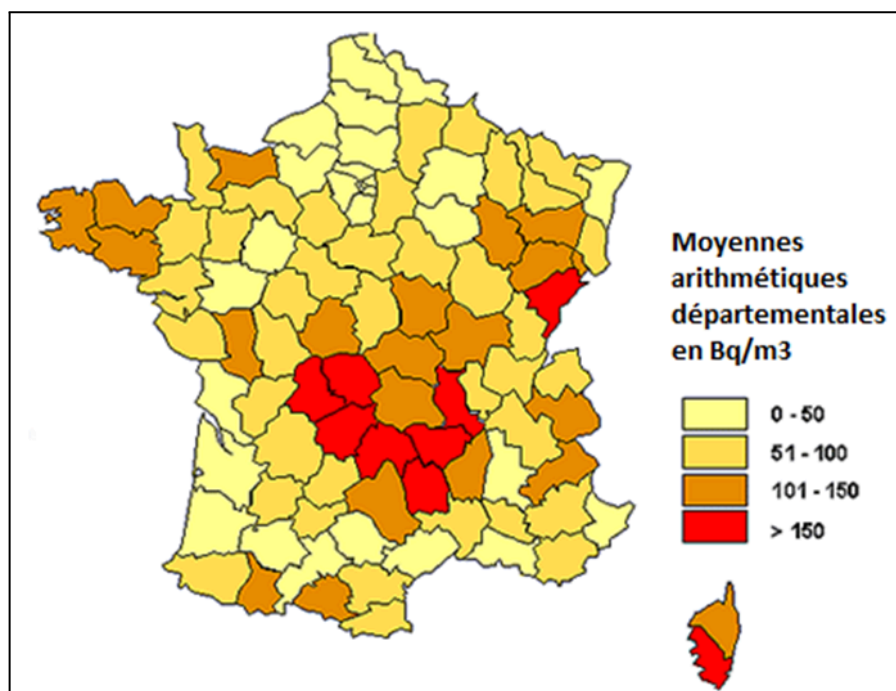 Moyennes
arithmétiques
départementales
en Bq/m3
0 - 50
51 - 100
101 - 150
> 150